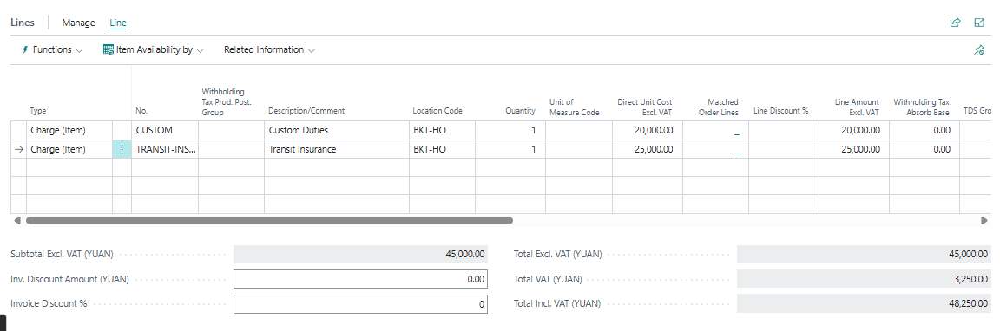 Lines Manage Line
Functions Item Availability by Related Information
Type No. Withholding Tax Prod. Post. Group Description/Comment Location Code Quantity Unit of Measure Code Direct Unit Cost Excl. VAT Matched Order Lines Line Discount % Line Amount Excl. VAT Withholding Tax Absorb Base TDS Gro
Charge (Item) CUSTOM Custom Duties BKT-HO 1 20,000.00 _ 20,000.00 0.00
Charge (Item) TRANSIT-INS... Transit Insurance BKT-HO 1 25,000.00 _ 25,000.00 0.00
Subtotal Excl. VAT (YUAN) 45,000.00 Total Excl. VAT (YUAN) 45,000.00
Inv. Discount Amount (YUAN) 0.00 Total VAT (YUAN) 3,250.00
Invoice Discount % 0 Total Incl. VAT (YUAN) 48,250.00